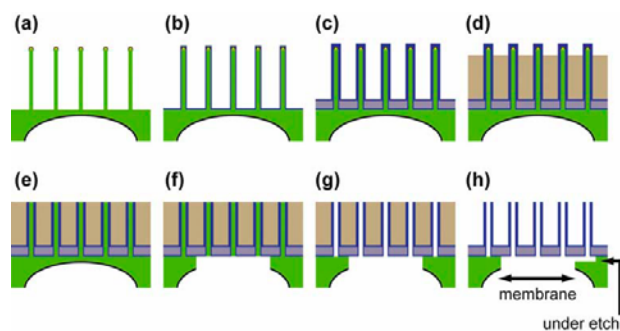 (a)
(b)
(c)
(d)
(e)
(f)
(g)
(h)
membrane
under etch